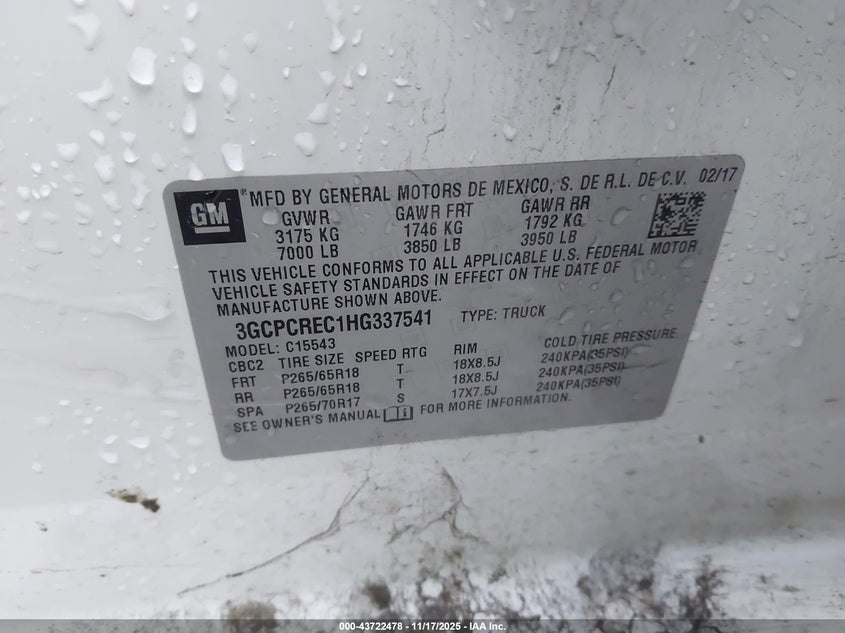 GM ® MFD BY GENERAL MOTORS DE MEXICO, S. DE R.L. DE C.V. 02/17
GVWR GAWR FRT GAWR RR
3175 KG 1746 KG 1792 KG
7000 LB 3850 LB 3950 LB
THIS VEHICLE CONFORMS TO ALL APPLICABLE U.S. FEDERAL MOTOR
VEHICLE SAFETY STANDARDS IN EFFECT ON THE DATE OF
MANUFACTURE SHOWN ABOVE.
3GCPCREC1HG337541 TYPE: TRUCK
MODEL: C15543
CBC2 TIRE SIZE SPEED RTG RIM COLD TIRE PRESSURE
FRT P265/65R18 T 18X8.5J 240KPA(35PSI)
RR P265/65R18 T 18X8.5J 240KPA(35PSI)
SPA P265/70R17 S 17X7.5J 240KPA(35PSI)
SEE OWNER'S MANUAL i FOR MORE INFORMATION.
000-43722478 - 11/17/2025 - IAA Inc.